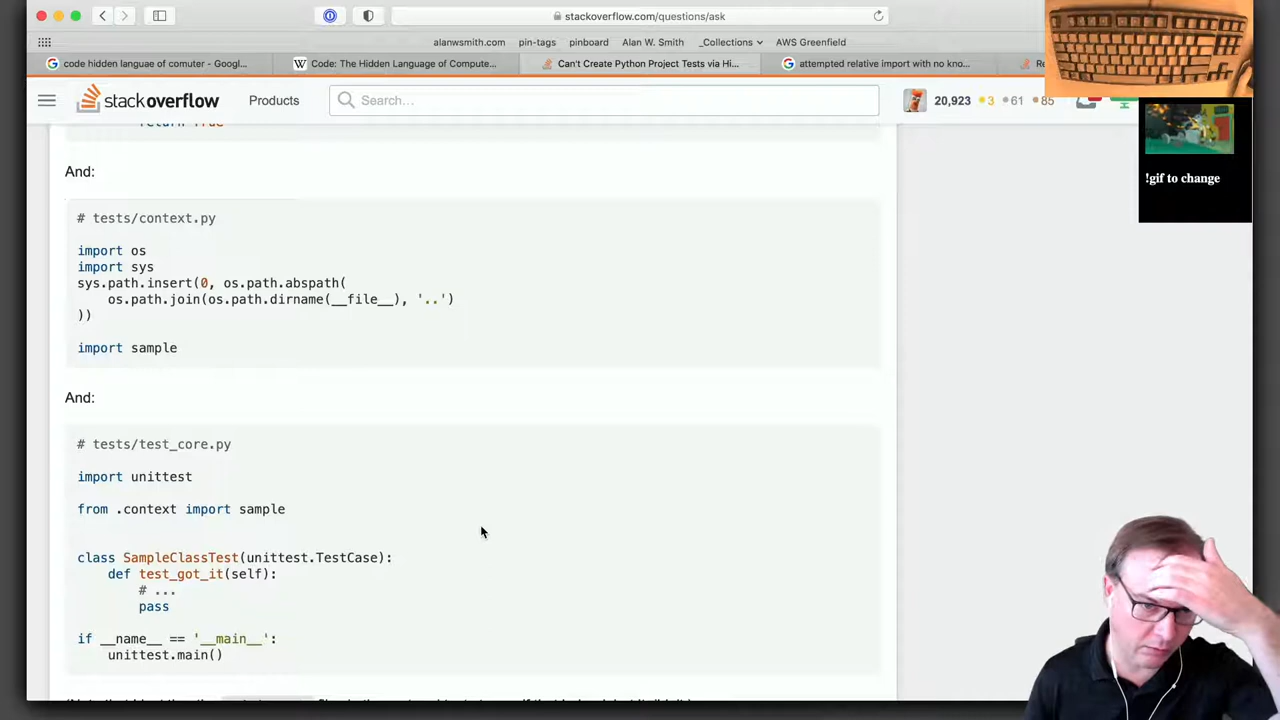 stackoverflow.com/questions/ask
alanwsmith.com pin-tags pinboard Alan W. Smith _Collections AWS Greenfield
code hidden languae of comuter - Googl... Code: The Hidden Language of Compute... Can't Create Python Project Tests via Hi... attempted relative import with no kno... Re
stackoverflow Products Search... 20,923 3 61 85
return True
And:
# tests/context.py
import os
import sys
sys.path.insert(0, os.path.abspath(
os.path.join(os.path.dirname(__file__), '..')
))
import sample
And:
# tests/test_core.py
import unittest
from .context import sample
class SampleClassTest(unittest.TestCase):
def test_got_it(self):
# ...
pass
if __name__ == '__main__':
unittest.main()
!gif to change